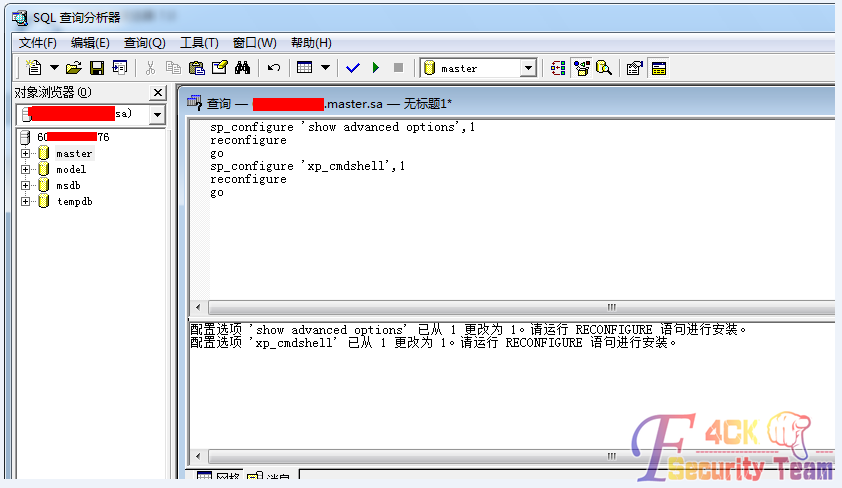 SQL 查询分析器
文件(F) 编辑(E) 查询(Q) 工具(T) 窗口(W) 帮助(H)
master
对象浏览器(O)
sa)
60 76
master
model
msdb
tempdb
查询 — .master.sa — 无标题1*
sp_configure 'show advanced options',1
reconfigure
go
sp_configure 'xp_cmdshell',1
reconfigure
go
配置选项 'show advanced options' 已从 1 更改为 1。请运行 RECONFIGURE 语句进行安装。
配置选项 'xp_cmdshell' 已从 1 更改为 1。请运行 RECONFIGURE 语句进行安装。
网格 消息
F4CK
Security Team